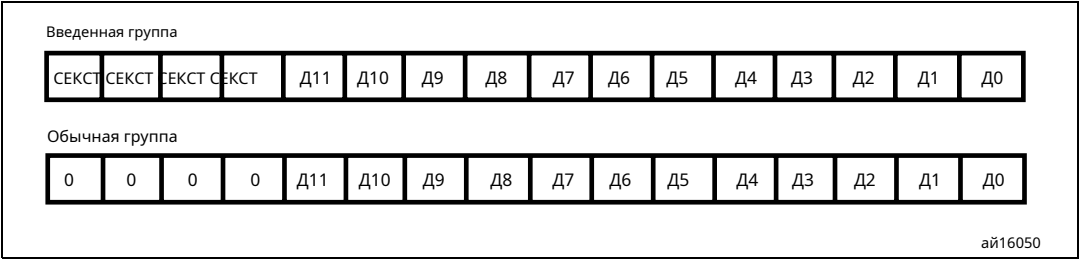 Введенная группа
СЕКСТ СЕКСТ СЕКСТ СЕКСТ Д11 Д10 Д9 Д8 Д7 Д6 Д5 Д4 Д3 Д2 Д1 Д0
Обычная группа
0 0 0 0 Д11 Д10 Д9 Д8 Д7 Д6 Д5 Д4 Д3 Д2 Д1 Д0
ай16050